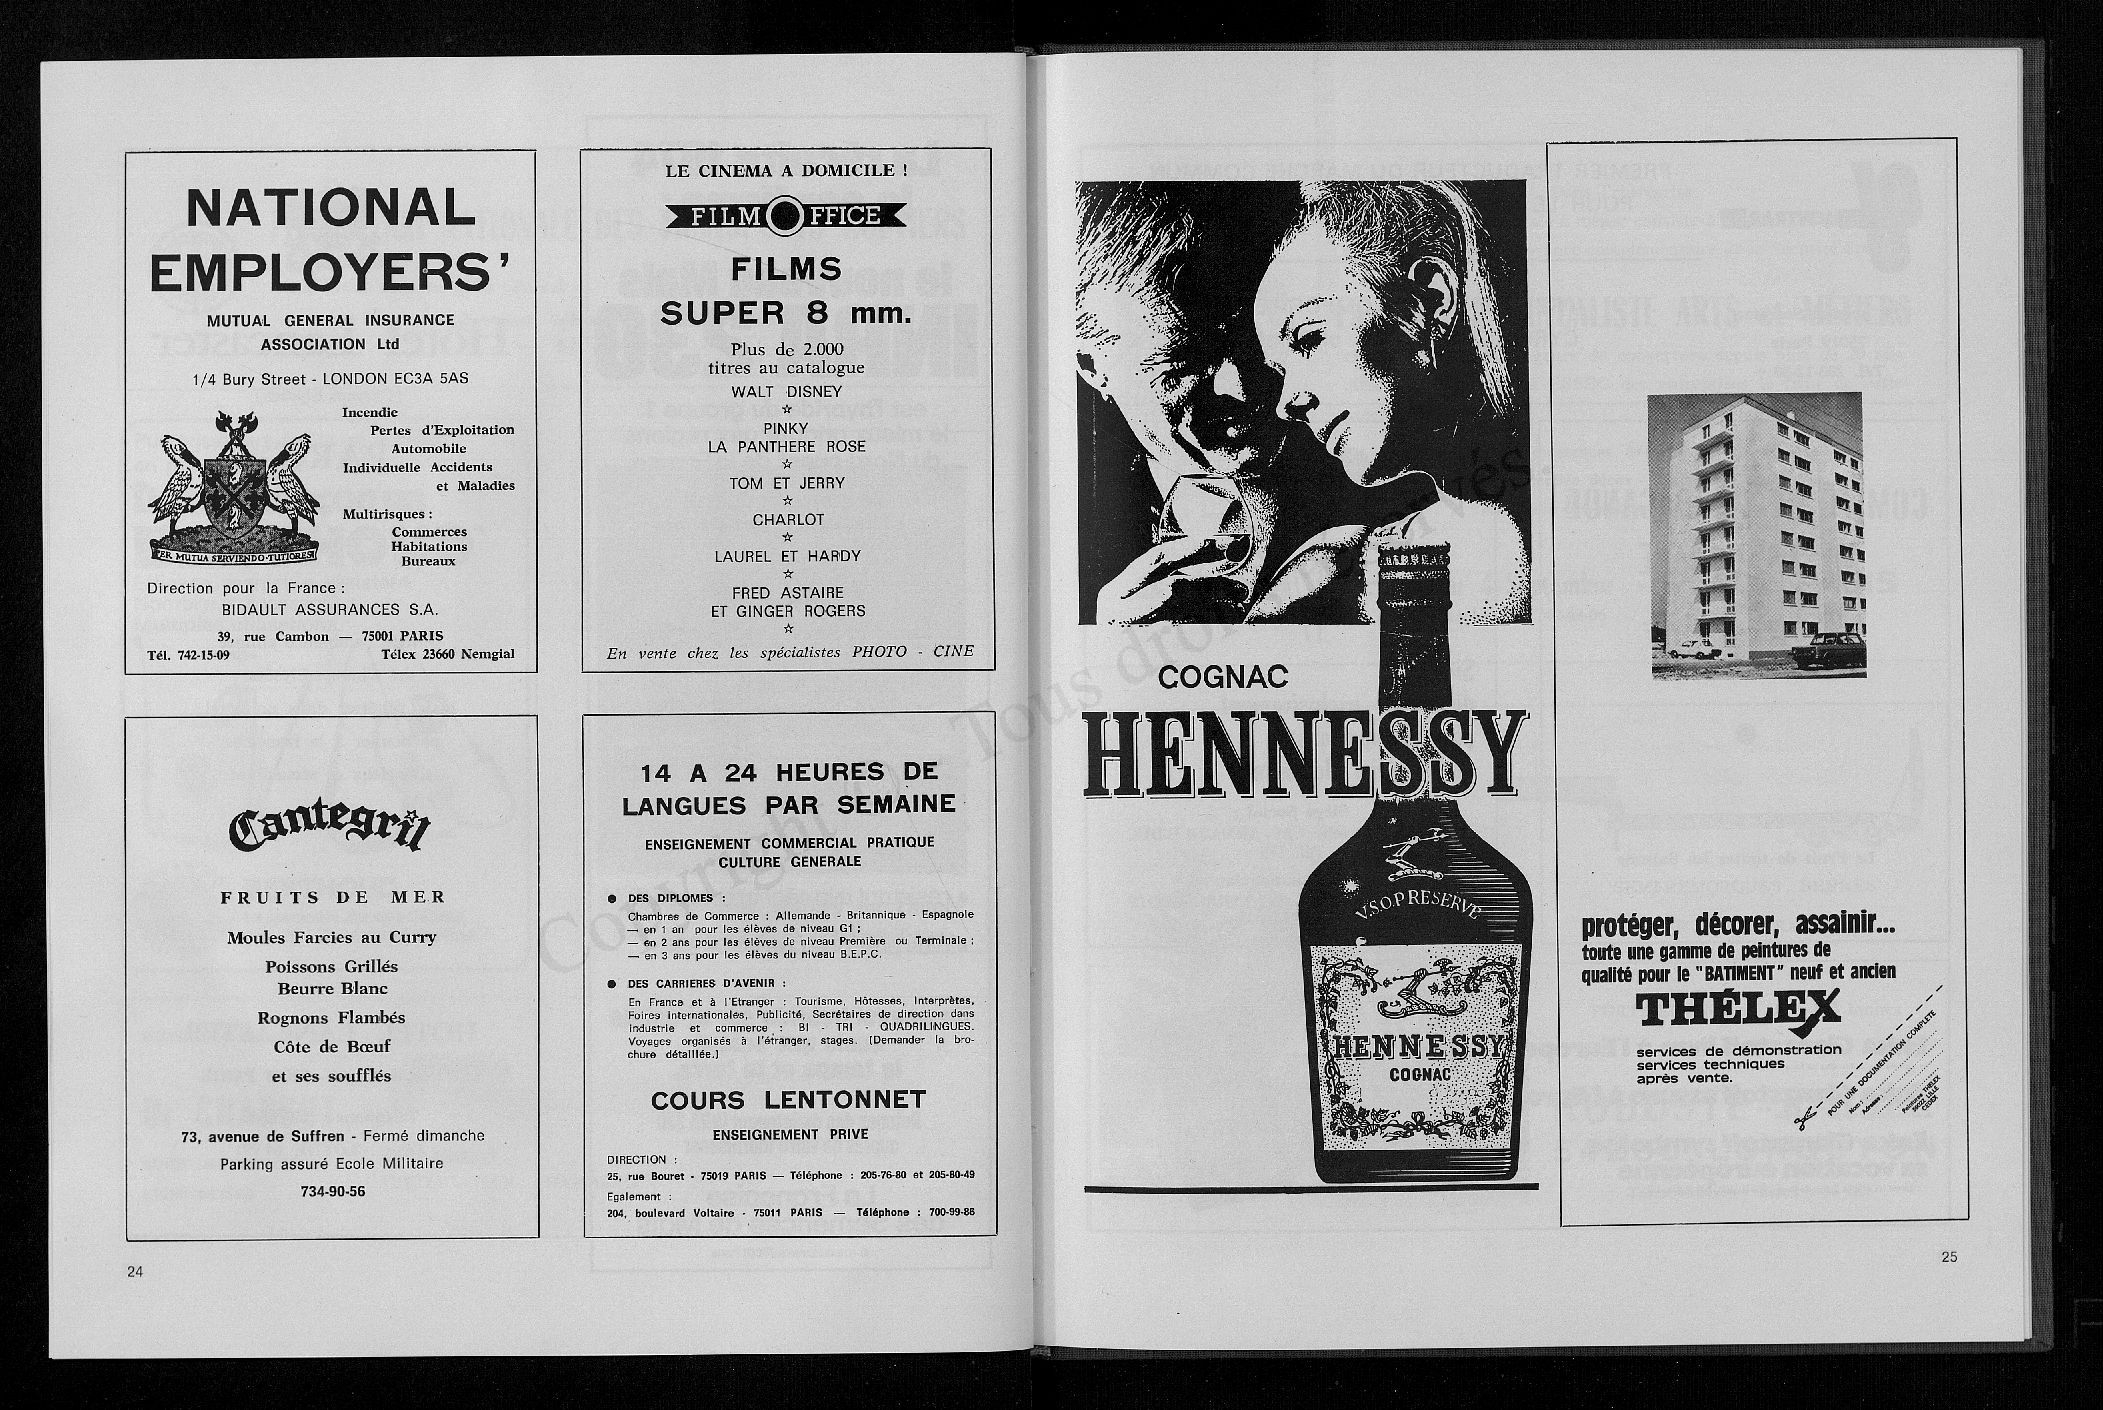 NATIONAL
EMPLOYERS'
MUTUAL GENERAL INSURANCE
ASSOCIATION Ltd
1/4 Bury Street - LONDON EC3A 5AS
Incendie
Pertes d'Exploitation
Automobile
Individuelle Accidents
et Maladies
Multirisques :
Commerces
Habitations
Bureaux
PER MUTUA SERVIENDO TUTIORES
Direction pour la France :
BIDAULT ASSURANCES S.A.
39, rue Cambon — 75001 PARIS
Tél. 742-15-09 Télex 23660 Nemgial
LE CINEMA A DOMICILE !
FILM OFFICE
FILMS
SUPER 8 mm.
Plus de 2.000
titres au catalogue
WALT DISNEY
☆
PINKY
LA PANTHERE ROSE
☆
TOM ET JERRY
☆
CHARLOT
☆
LAUREL ET HARDY
☆
FRED ASTAIRE
ET GINGER ROGERS
☆
En vente chez les spécialistes PHOTO - CINE
Cantegril
FRUITS DE MER
Moules Farcies au Curry
Poissons Grillés
Beurre Blanc
Rognons Flambés
Côte de Bœuf
et ses soufflés
73, avenue de Suffren - Fermé dimanche
Parking assuré Ecole Militaire
734-90-56
14 A 24 HEURES DE
LANGUES PAR SEMAINE
ENSEIGNEMENT COMMERCIAL PRATIQUE
CULTURE GENERALE
● DES DIPLOMES :
Chambres de Commerce : Allemande - Britannique - Espagnole
— en 1 an pour les élèves de niveau G1 ;
— en 2 ans pour les élèves de niveau Première ou Terminale ;
— en 3 ans pour les élèves du niveau B.E.P.C.
● DES CARRIERES D'AVENIR :
En France et à l'Etranger : Tourisme, Hôtesses, Interprètes,
Foires internationales, Publicité, Secrétaires de direction dans
industrie et commerce : BI - TRI - QUADRILINGUES.
Voyages organisés à l'étranger, stages. (Demander la bro-
chure détaillée.)
COURS LENTONNET
ENSEIGNEMENT PRIVE
DIRECTION :
25, rue Bouret - 75019 PARIS — Téléphone : 205-76-80 et 205-80-49
Egalement :
204, boulevard Voltaire - 75011 PARIS — Téléphone : 700-99-88
24
COGNAC
HENNESSY
V.S.O.P RESERVE
HENNESSY
COGNAC
protéger, décorer, assainir...
toute une gamme de peintures de
qualité pour le "BATIMENT" neuf et ancien
THÉLEX
services de démonstration
services techniques
après vente.
POUR UNE DOCUMENTATION COMPLETE
Nom :
Adresse :
Peintures THELEX
59022 LILLE
CEDEX
25
Copyright - Tous droits réservés